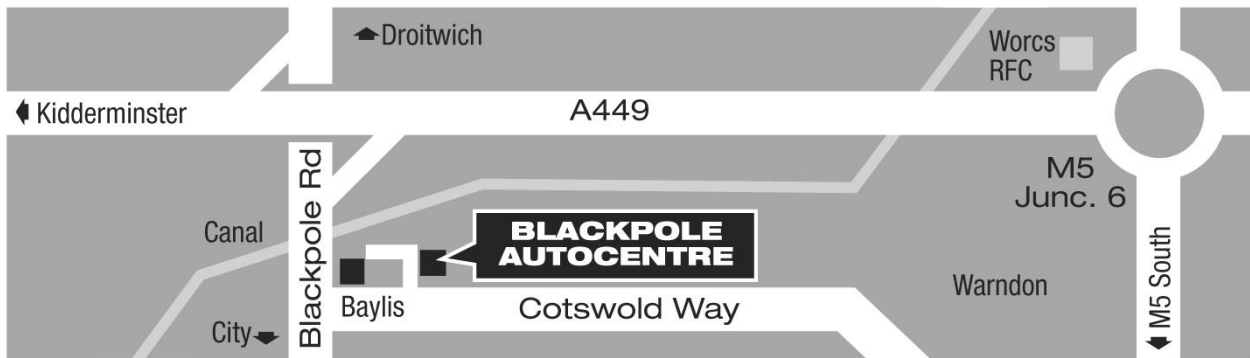 Droitwich
Worcs
RFC
Kidderminster
A449
M5
Junc. 6
Blackpole Rd
Canal
BLACKPOLE
AUTOCENTRE
Baylis
Cotswold Way
Warndon
M5 South
City